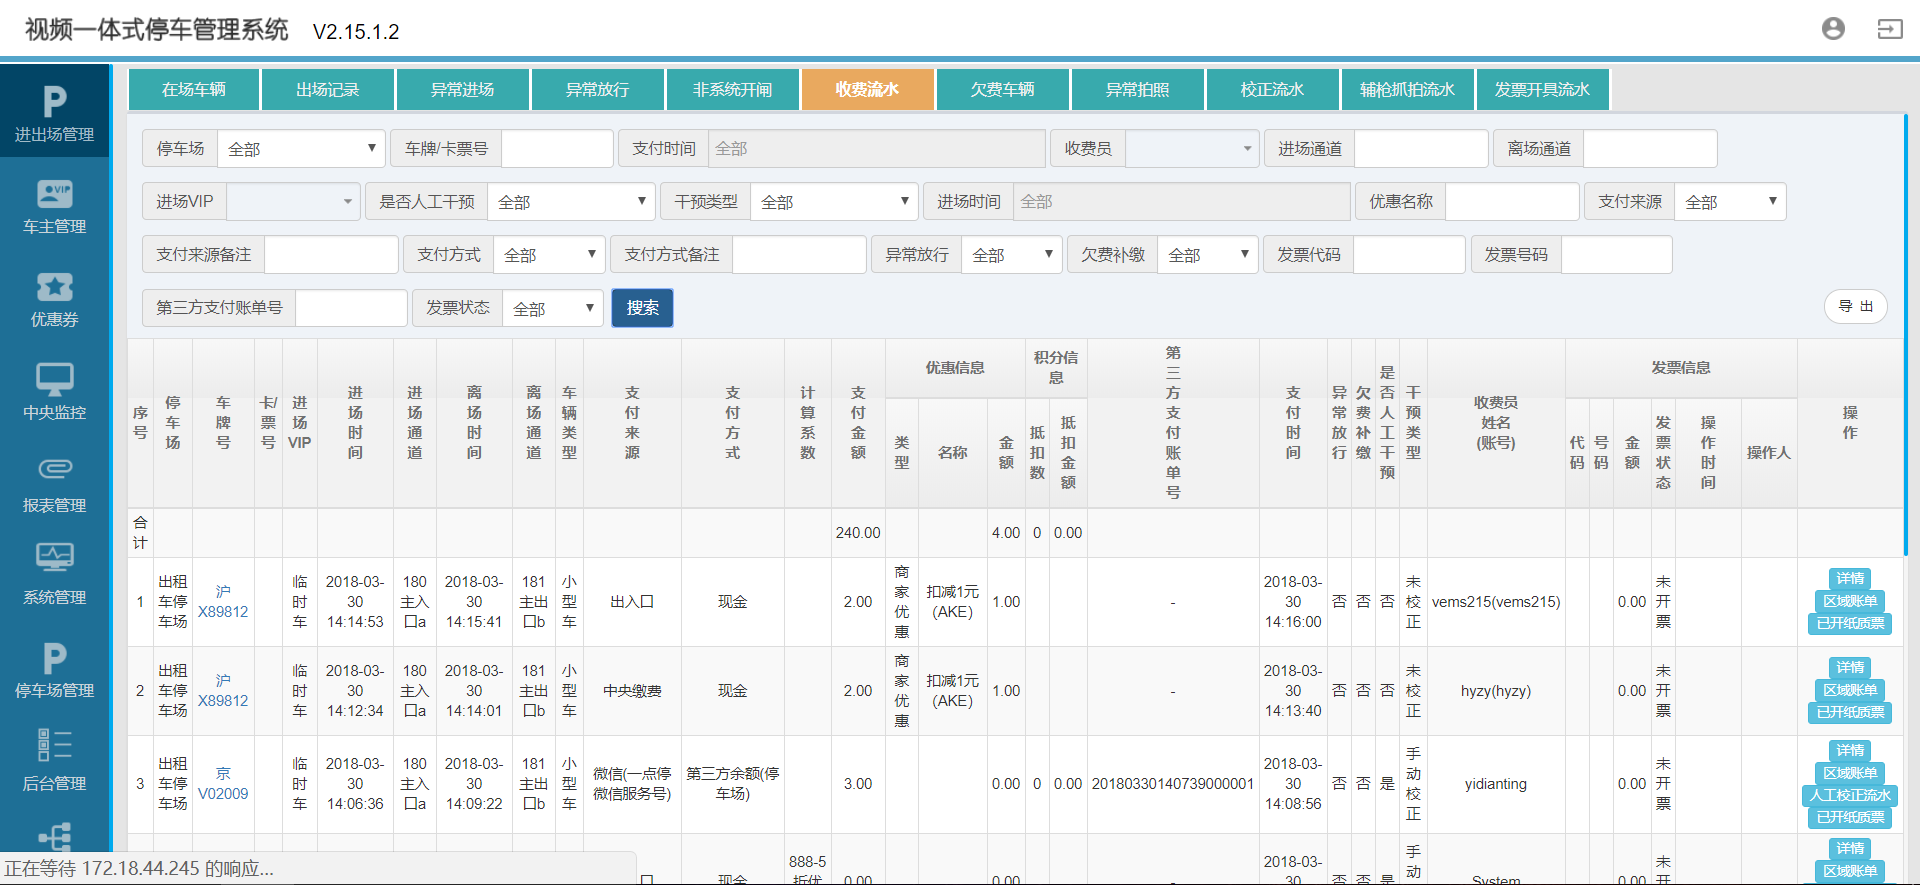 视频一体式停车管理系统 V2.15.1.2
进出场管理
车主管理
优惠券
中央监控
报表管理
系统管理
停车场管理
后台管理
在场车辆 出场记录 异常进场 异常放行 非系统开闸 收费流水 欠费车辆 异常拍照 校正流水 辅枪抓拍流水 发票开具流水
停车场 全部 车牌/卡票号 支付时间 全部 收费员 进场通道 离场通道
进场VIP 是否人工干预 全部 干预类型 全部 进场时间 全部 优惠名称 支付来源 全部
支付来源备注 支付方式 全部 支付方式备注 异常放行 全部 欠费补缴 全部 发票代码 发票号码
第三方支付账单号 发票状态 全部 搜索 导 出
序号 停车场 车牌号 卡/票号 进场VIP 进场时间 进场通道 离场时间 离场通道 车辆类型 支付来源 支付方式 计算系数 支付金额 优惠信息 积分信息 第三方支付账单号 支付时间 异常放行 欠费补缴 是否人工干预 干预类型 收费员姓名(账号) 发票信息 操作
类型 名称 金额 抵扣数 抵扣金额 代码 号码 金额 发票状态 操作时间 操作人
合计 240.00 4.00 0 0.00
1 出租车停车场 沪X89812 临时车 2018-03-30 14:14:53 180主入口a 2018-03-30 14:15:41 181主出口b 小型车 出入口 现金 2.00 商家优惠 扣减1元(AKE) 1.00 - 2018-03-30 14:16:00 否 否 否 未校正 vems215(vems215) 0.00 未开票 详情 区域账单 已开纸质票
2 出租车停车场 沪X89812 临时车 2018-03-30 14:12:34 180主入口a 2018-03-30 14:14:01 181主出口b 小型车 中央缴费 现金 2.00 商家优惠 扣减1元(AKE) 1.00 - 2018-03-30 14:13:40 否 否 否 未校正 hyzy(hyzy) 0.00 未开票 详情 区域账单 已开纸质票
3 出租车停车场 京V02009 临时车 2018-03-30 14:06:36 180主入口a 2018-03-30 14:09:22 181主出口b 小型车 微信(一点停微信服务号) 第三方余额(停车场) 3.00 0.00 0 0.00 20180330140739000001 2018-03-30 14:08:56 否 否 是 手动校正 yidianting 0.00 未开票 详情 区域账单 人工校正流水 已开纸质票
口 现金 888-5折优 0.00 0.00 2018-03-30 否 否 是 手动 System 0.00 未开 详情 区域账单
正在等待 172.18.44.245 的响应...